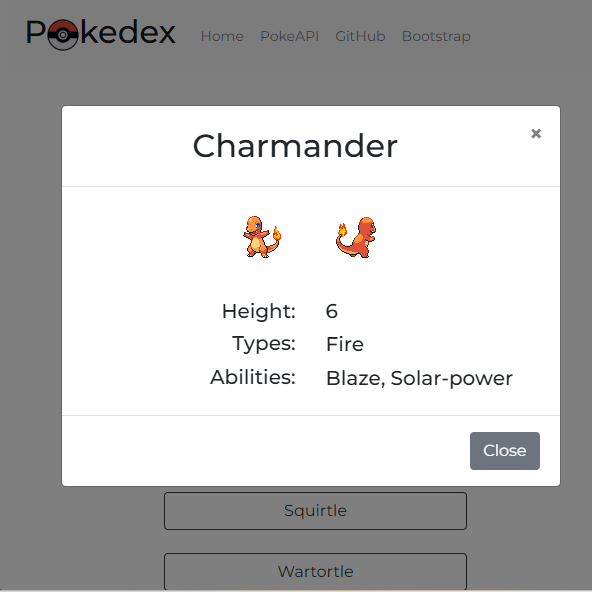 Pokedex Home PokeAPI GitHub Bootstrap
Charmander ×
Height: 6
Types: Fire
Abilities: Blaze, Solar-power
Close
Squirtle
Wartortle